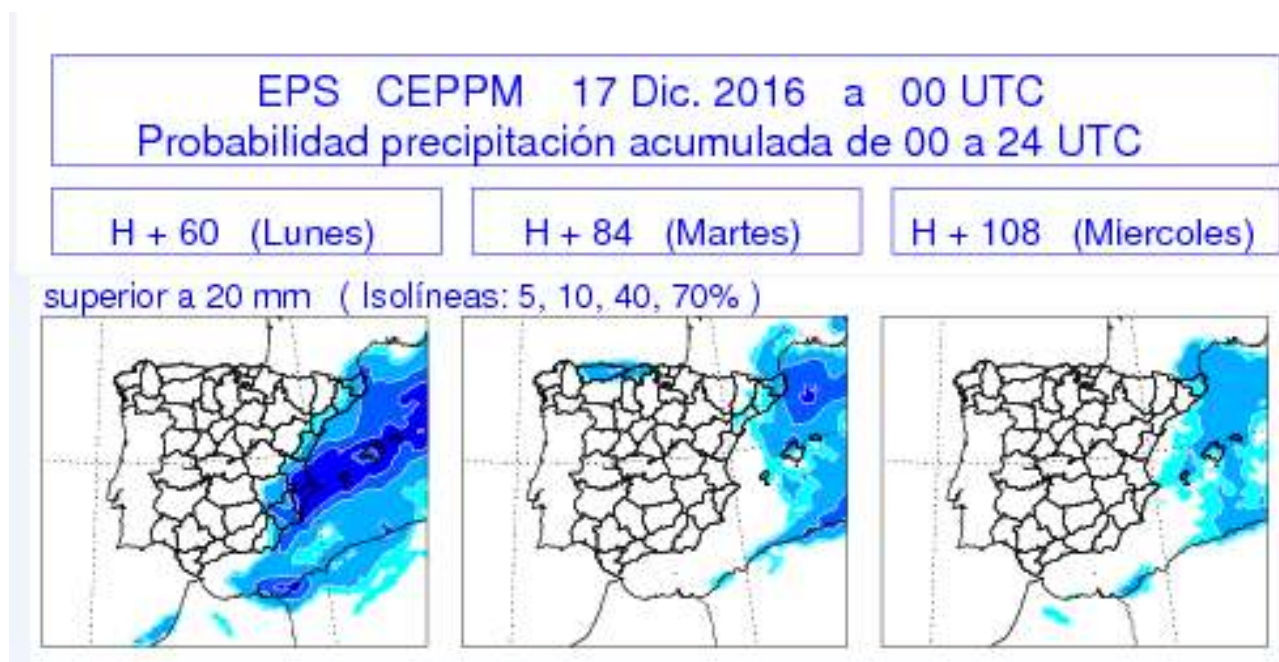 EPS CEPPM 17 Dic. 2016 a 00 UTC
Probabilidad precipitación acumulada de 00 a 24 UTC
H + 60 (Lunes)
H + 84 (Martes)
H + 108 (Miercoles)
superior a 20 mm ( Isolíneas: 5, 10, 40, 70% )